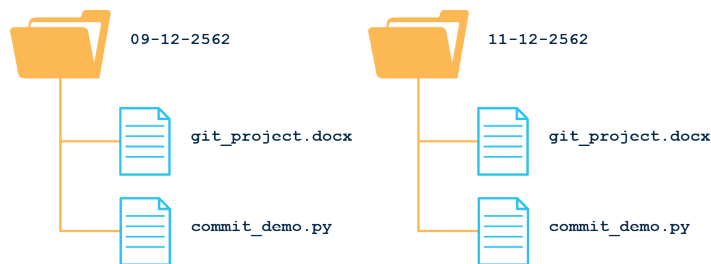 09-12-2562
git_project.docx
commit_demo.py
11-12-2562
git_project.docx
commit_demo.py